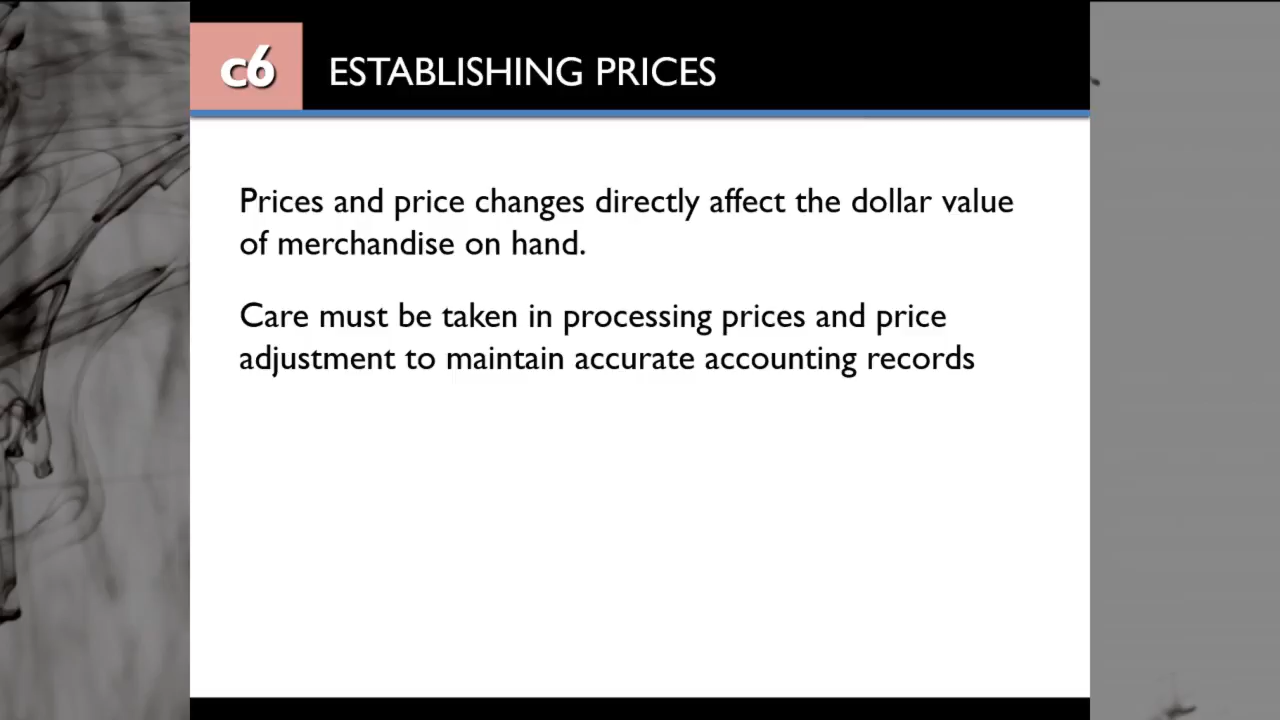 c6
ESTABLISHING PRICES
Prices and price changes directly affect the dollar value
of merchandise on hand.
Care must be taken in processing prices and price
adjustment to maintain accurate accounting records